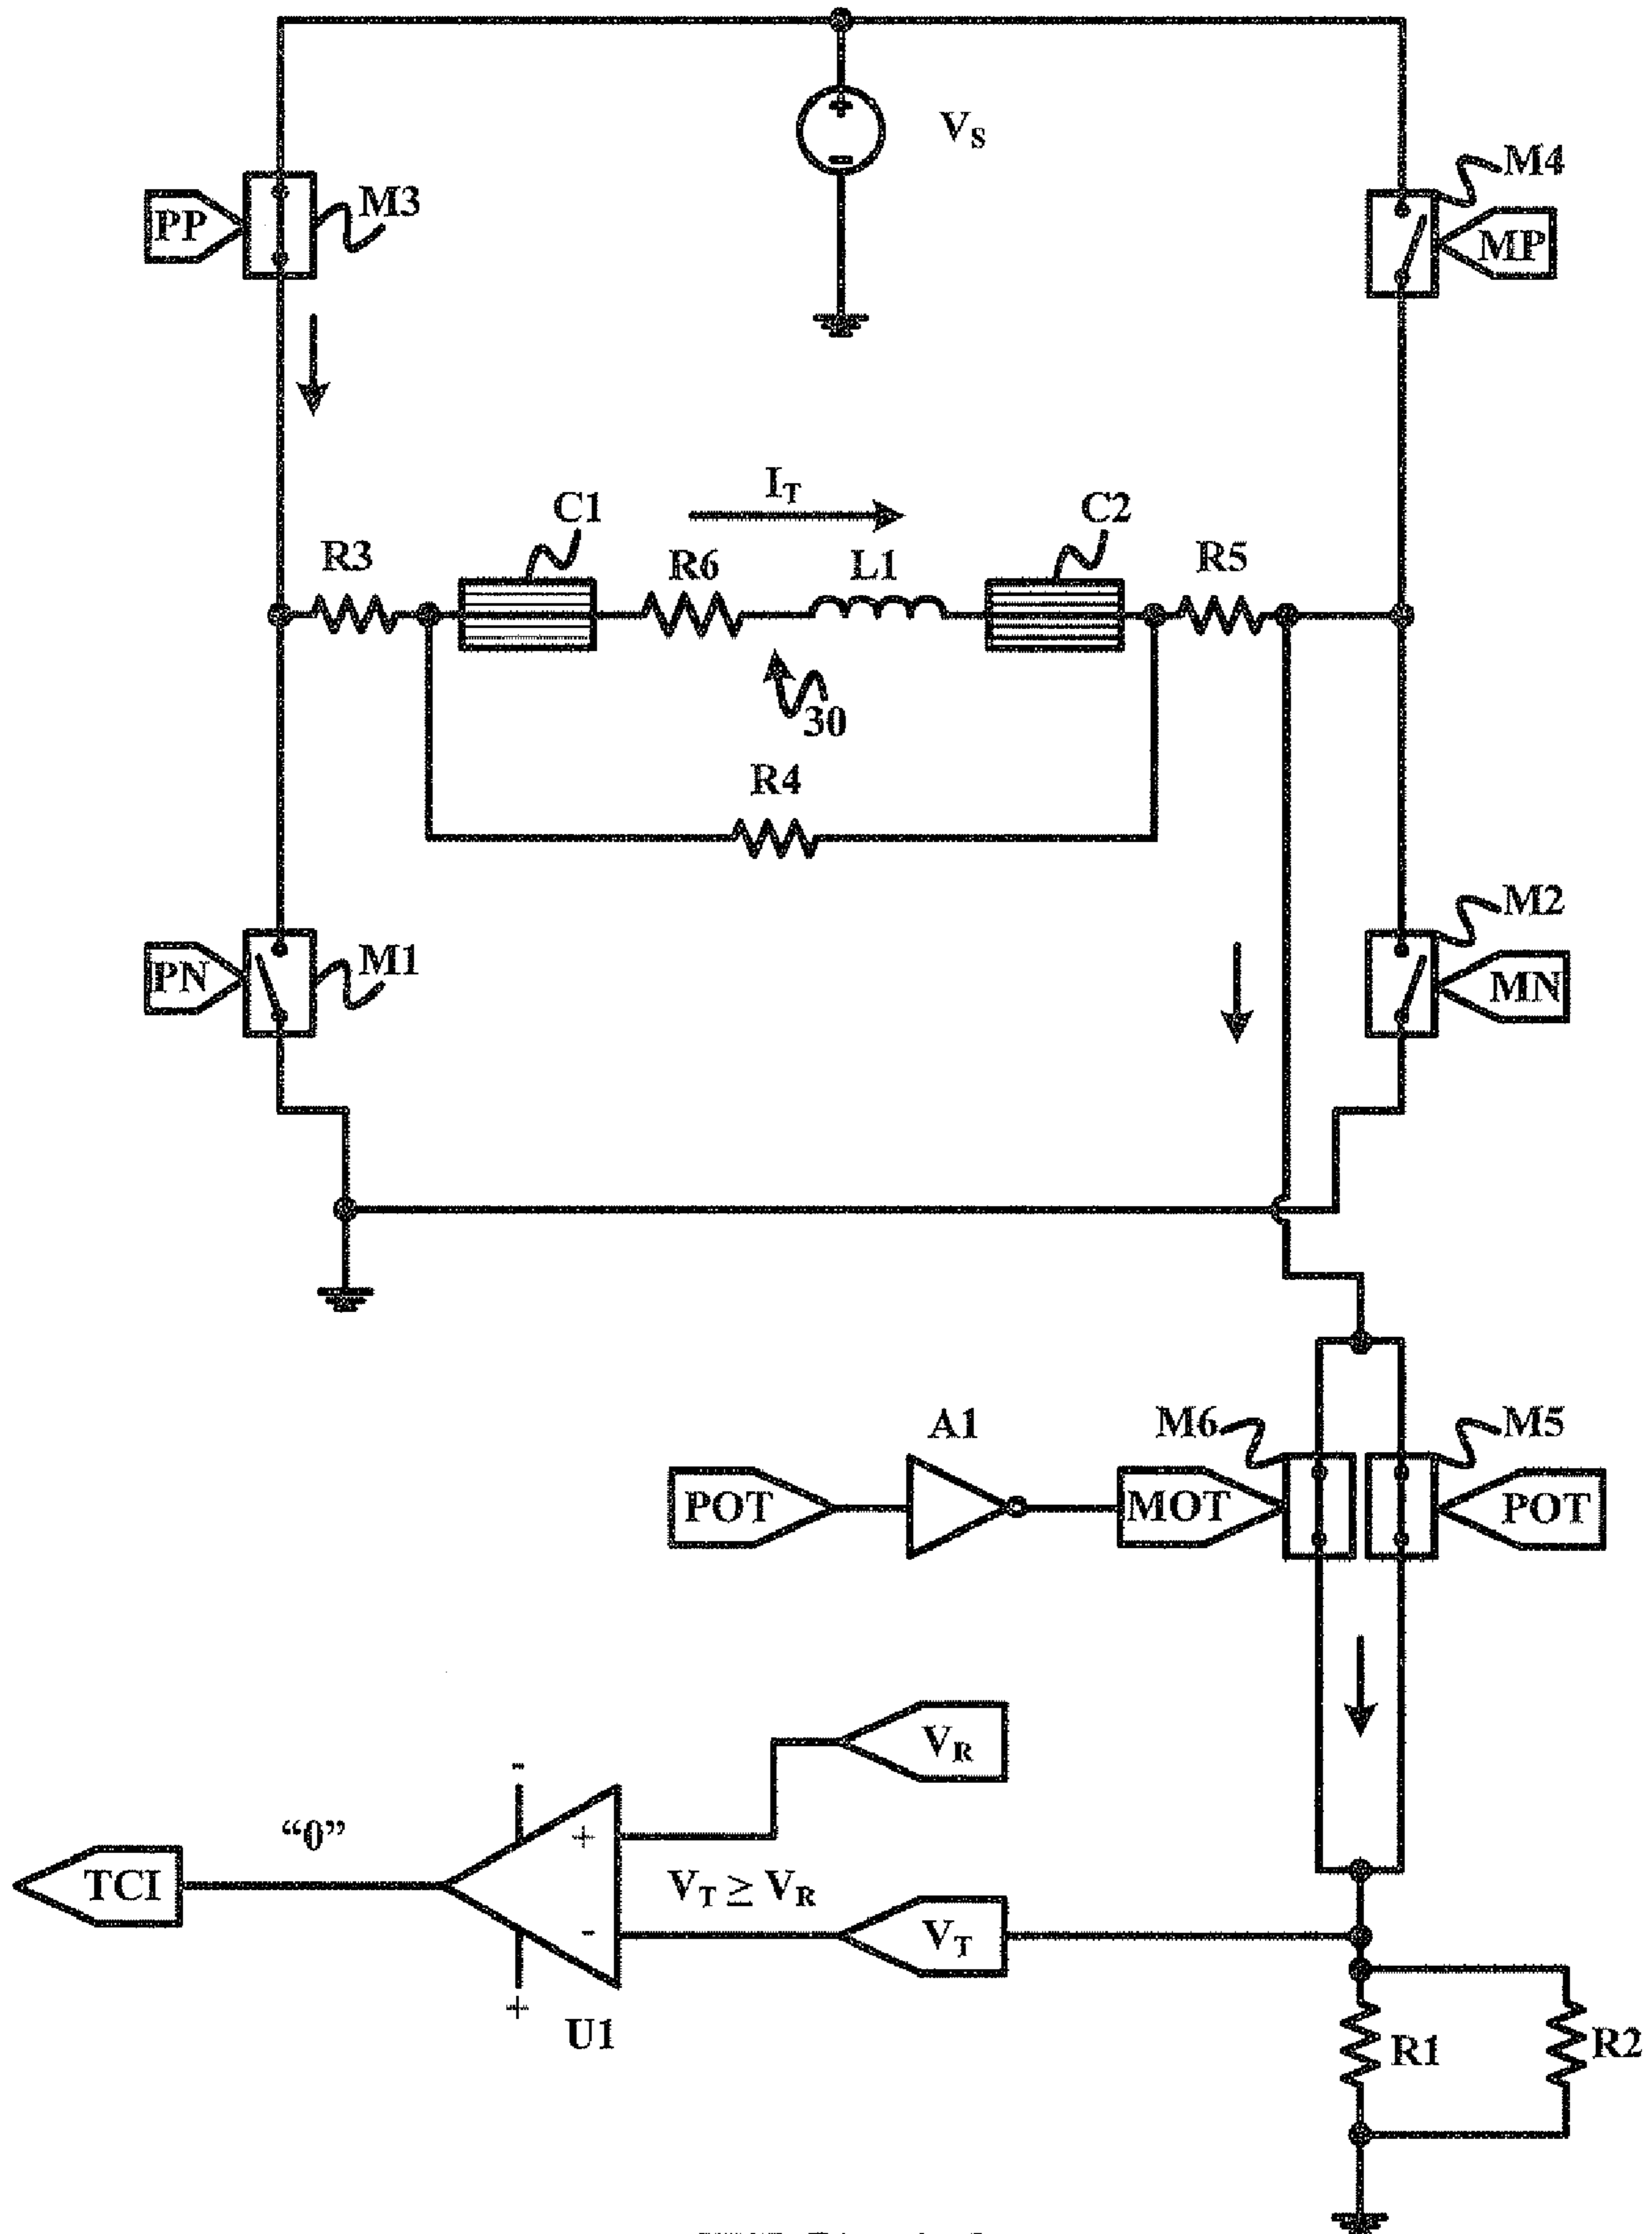 +
-
VS
M4
PP
M3
MP
IT
C1
C2
R3
R6
L1
R5
30
R4
M2
PN
M1
MN
A1
M6
M5
POT
MOT
POT
VR
-
"0"
+
TCI
VT ≥ VR
-
VT
+
U1
R1
R2